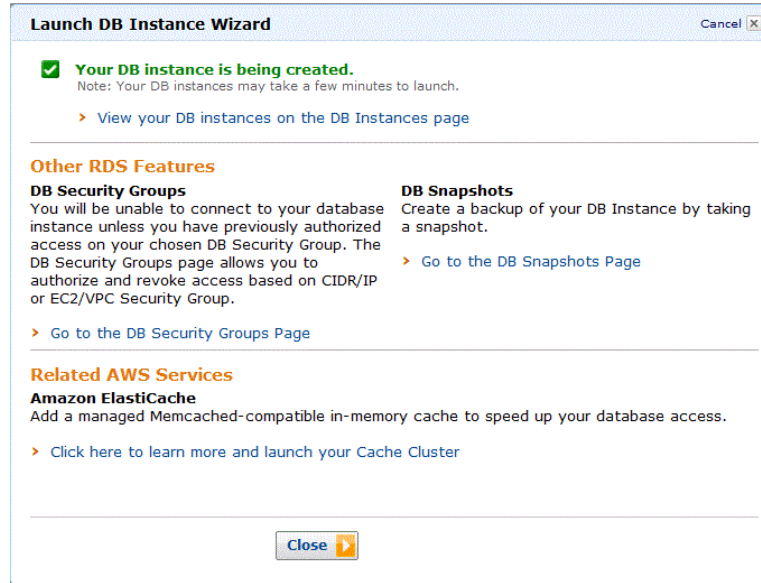 Launch DB Instance Wizard
Cancel
Your DB instance is being created.
Note: Your DB instances may take a few minutes to launch.
View your DB instances on the DB Instances page
Other RDS Features
DB Security Groups
You will be unable to connect to your database
instance unless you have previously authorized
access on your chosen DB Security Group. The
DB Security Groups page allows you to
authorize and revoke access based on CIDR/IP
or EC2/VPC Security Group.
Go to the DB Security Groups Page
DB Snapshots
Create a backup of your DB Instance by taking
a snapshot.
Go to the DB Snapshots Page
Related AWS Services
Amazon ElastiCache
Add a managed Memcached-compatible in-memory cache to speed up your database access.
Click here to learn more and launch your Cache Cluster
Close